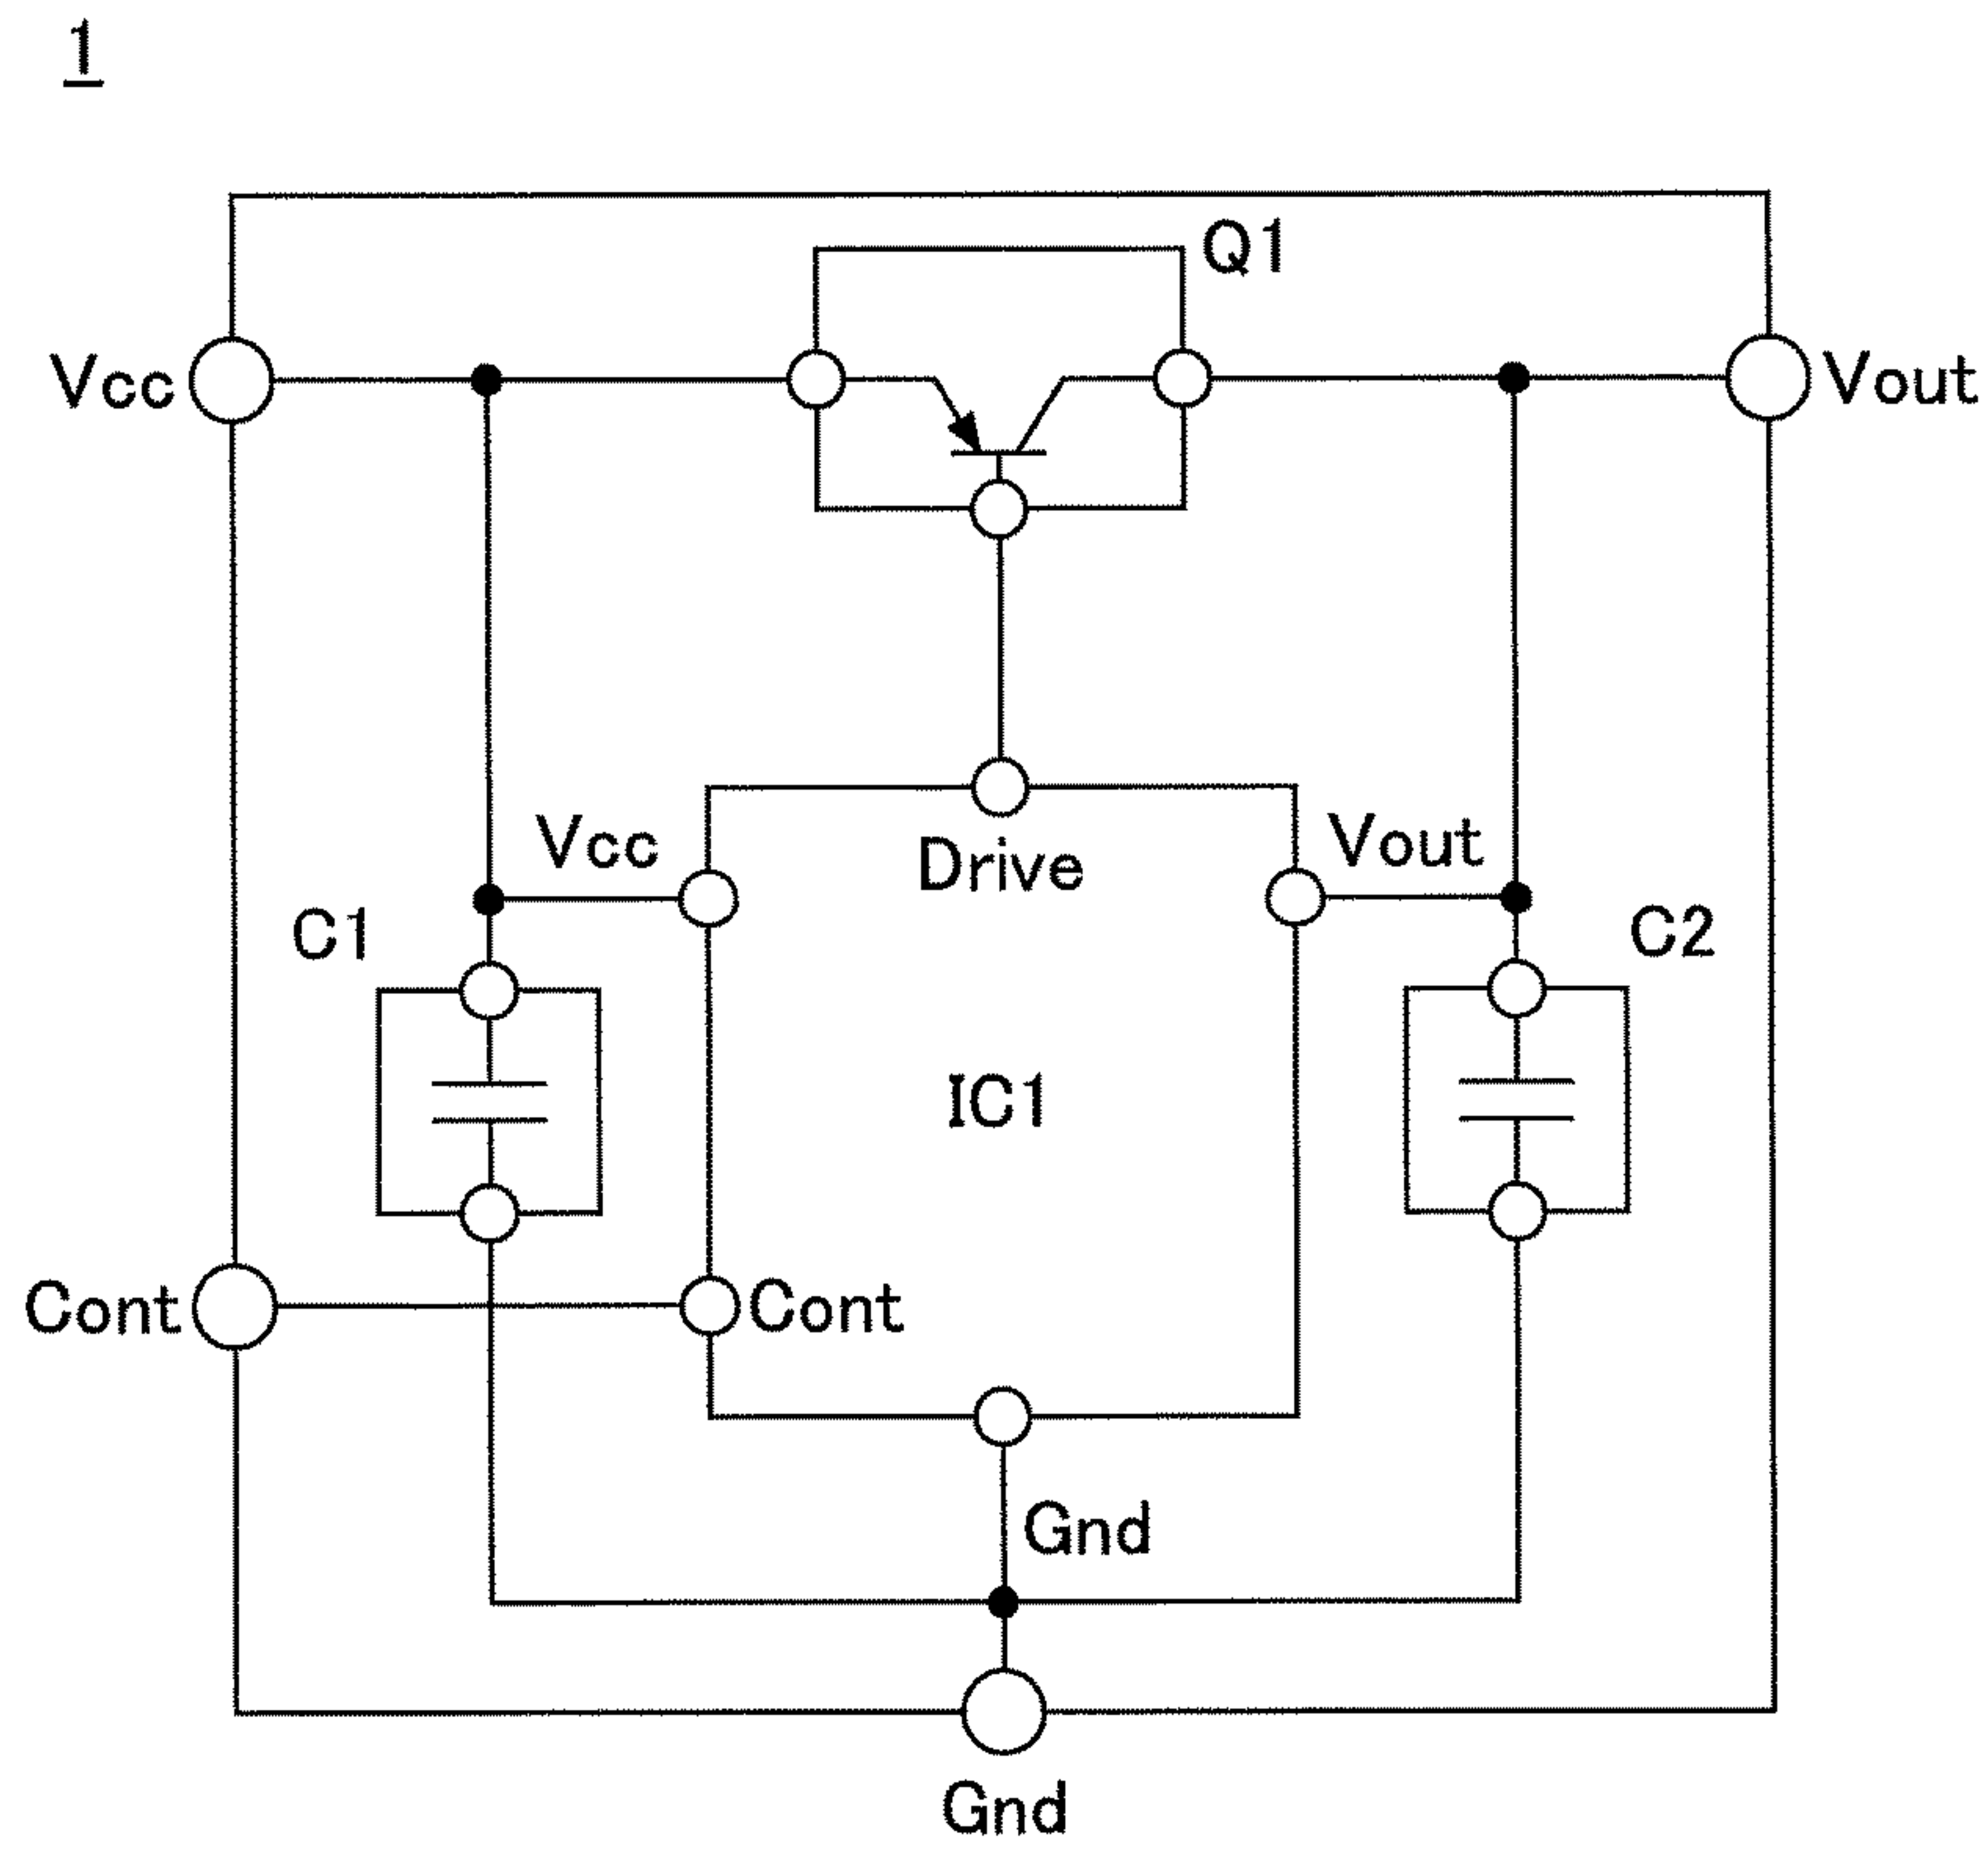 1
Q1
Vcc
Vout
Vcc
Drive
Vout
C1
C2
IC1
Cont
Cont
Gnd
Gnd